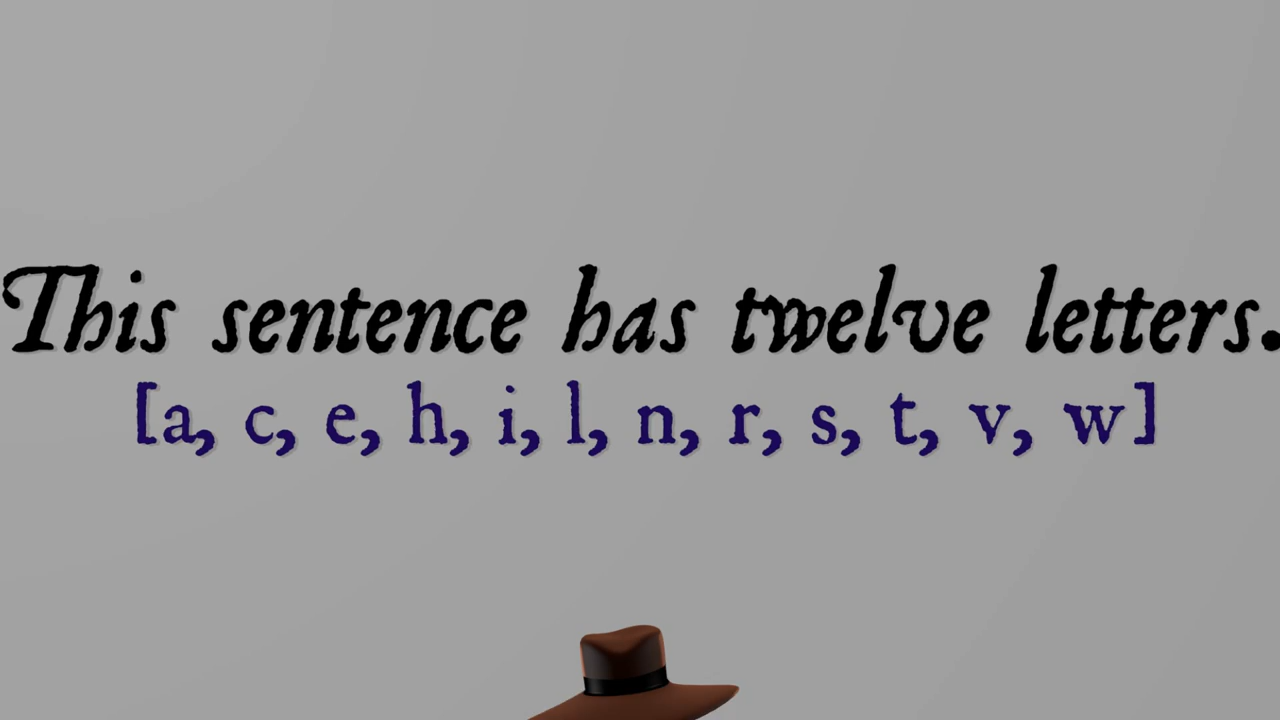 This sentence has twelve letters.
[a, c, e, h, i, l, n, r, s, t, v, w]